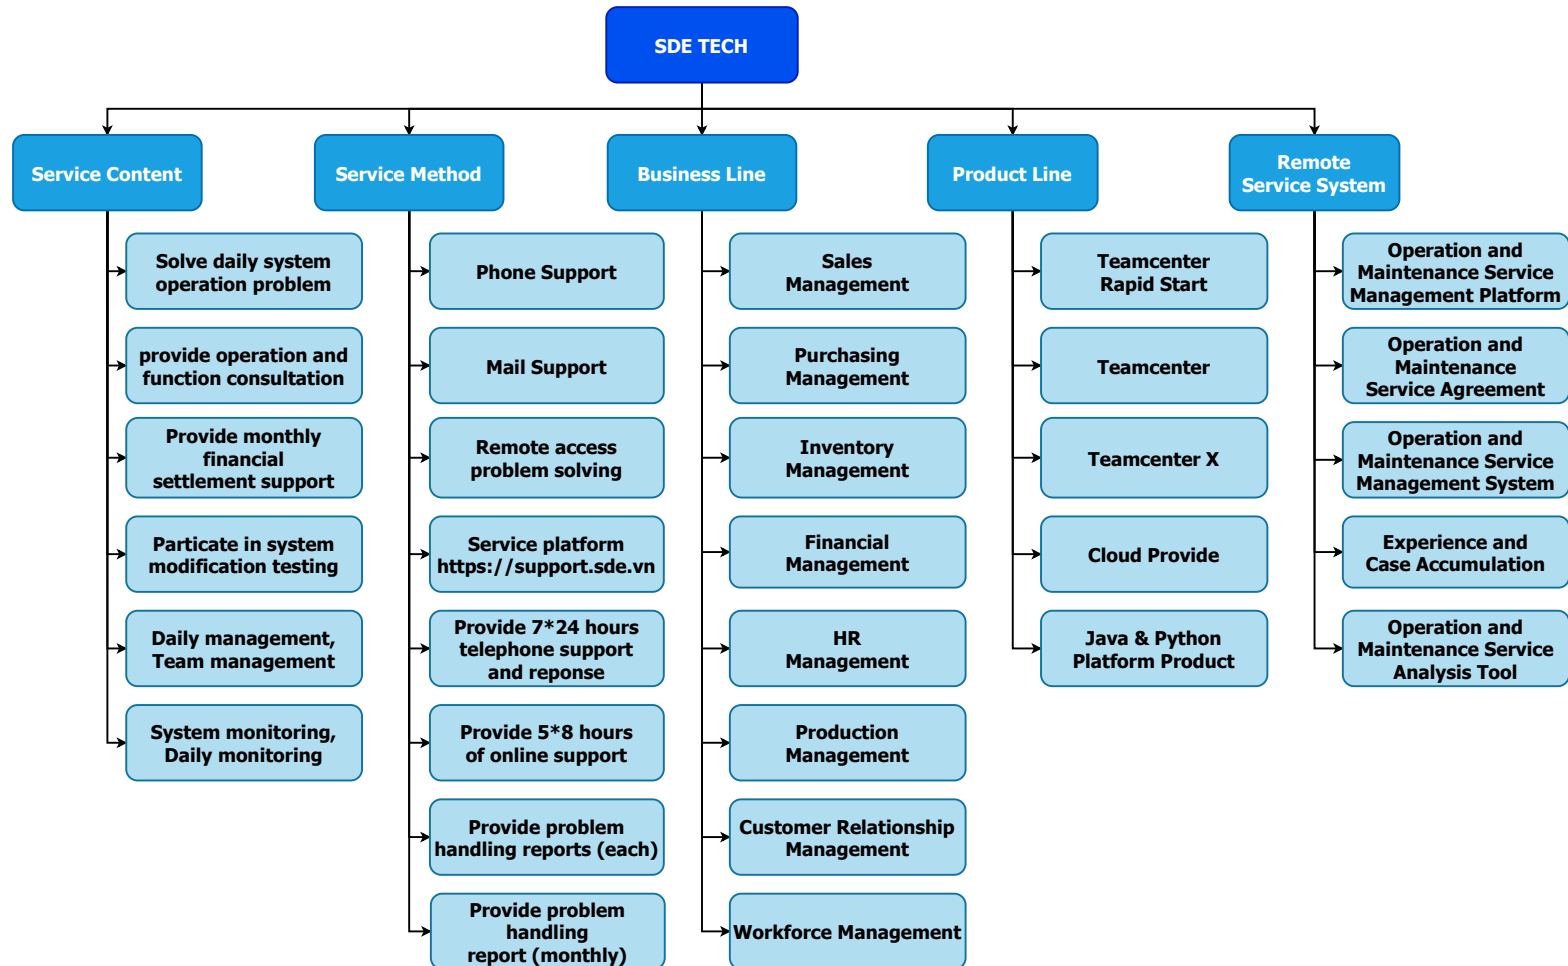 SDE TECH
Service Content
Service Method
Business Line
Product Line
Remote
Service System
Solve daily system
operation problem
provide operation and
function consultation
Provide monthly
financial
settlement support
Particate in system
modification testing
Daily management,
Team management
System monitoring,
Daily monitoring
Phone Support
Mail Support
Remote access
problem solving
Service platform
https://support.sde.vn
Provide 7*24 hours
telephone support
and reponse
Provide 5*8 hours
of online support
Provide problem
handling reports (each)
Provide problem
handling
report (monthly)
Sales
Management
Purchasing
Management
Inventory
Management
Financial
Management
HR
Management
Production
Management
Customer Relationship
Management
Workforce Management
Teamcenter
Rapid Start
Teamcenter
Teamcenter X
Cloud Provide
Java & Python
Platform Product
Operation and
Maintenance Service
Management Platform
Operation and
Maintenance
Service Agreement
Operation and
Maintenance Service
Management System
Experience and
Case Accumulation
Operation and
Maintenance Service
Analysis Tool